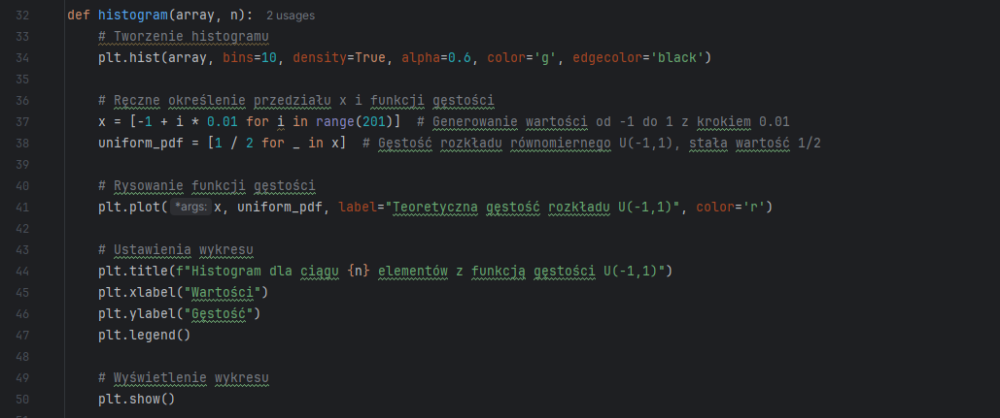 32 def histogram(array, n): 2 usages
33 # Tworzenie histogramu
34 plt.hist(array, bins=10, density=True, alpha=0.6, color='g', edgecolor='black')
35
36 # Ręczne określenie przedziału x i funkcji gęstości
37 x = [-1 + i * 0.01 for i in range(201)]  # Generowanie wartości od -1 do 1 z krokiem 0.01
38 uniform_pdf = [1 / 2 for _ in x]  # Gęstość rozkładu równomiernego U(-1,1), stała wartość 1/2
39
40 # Rysowanie funkcji gęstości
41 plt.plot( *args: x, uniform_pdf, label="Teoretyczna gęstość rozkładu U(-1,1)", color='r')
42
43 # Ustawienia wykresu
44 plt.title(f"Histogram dla ciągu {n} elementów z funkcją gęstości U(-1,1)")
45 plt.xlabel("Wartości")
46 plt.ylabel("Gęstość")
47 plt.legend()
48
49 # Wyświetlenie wykresu
50 plt.show()